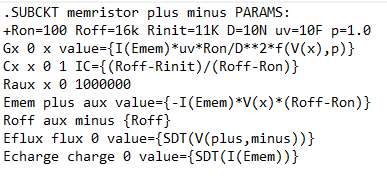 .SUBCKT memristor plus minus PARAMS:
+Ron=100 Roff=16k Rinit=11K D=10N uv=10F p=1.0
Gx 0 x value={I(Emem)*uv*Ron/D**2*f(V(x),p)}
Cx x 0 1 IC={(Roff-Rinit)/(Roff-Ron)}
Raux x 0 1000000
Emem plus aux value={-I(Emem)*V(x)*(Roff-Ron)}
Roff aux minus {Roff}
Eflux flux 0 value={SDT(V(plus,minus))}
Echarge charge 0 value={SDT(I(Emem))}